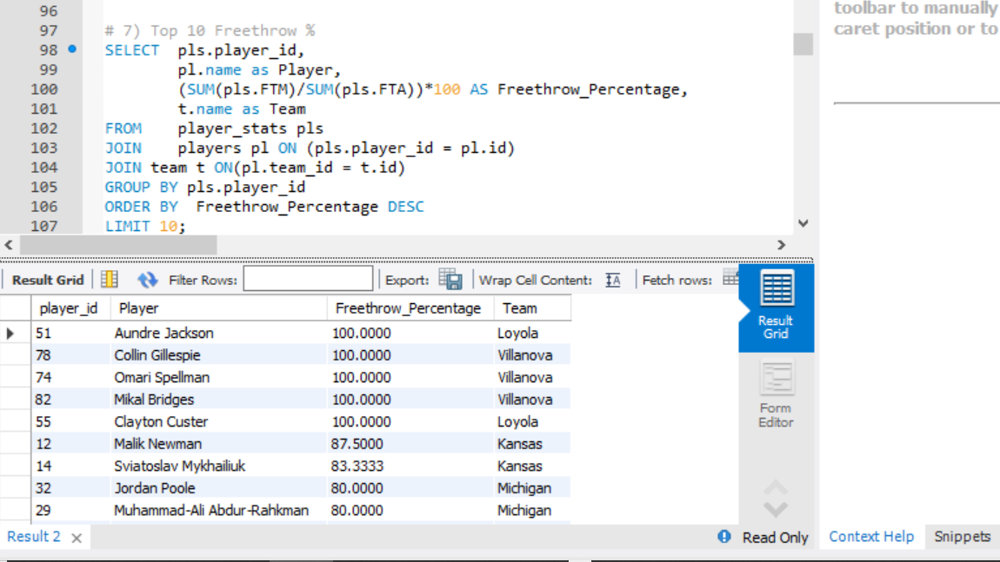 96
97 # 7) Top 10 Freethrow %
98 SELECT pls.player_id,
99 pl.name as Player,
100 (SUM(pls.FTM)/SUM(pls.FTA))*100 AS Freethrow_Percentage,
101 t.name as Team
102 FROM player_stats pls
103 JOIN players pl ON (pls.player_id = pl.id)
104 JOIN team t ON(pl.team_id = t.id)
105 GROUP BY pls.player_id
106 ORDER BY Freethrow_Percentage DESC
107 LIMIT 10;
toolbar to manually
caret position or to
Result Grid Filter Rows: Export: Wrap Cell Content: IA Fetch rows:
player_id Player Freethrow_Percentage Team
51 Aundre Jackson 100.0000 Loyola
78 Collin Gillespie 100.0000 Villanova
74 Omari Spellman 100.0000 Villanova
82 Mikal Bridges 100.0000 Villanova
55 Clayton Custer 100.0000 Loyola
12 Malik Newman 87.5000 Kansas
14 Sviatoslav Mykhailiuk 83.3333 Kansas
32 Jordan Poole 80.0000 Michigan
29 Muhammad-Ali Abdur-Rahkman 80.0000 Michigan
Result
Grid
Form
Editor
Result 2 Read Only Context Help Snippets